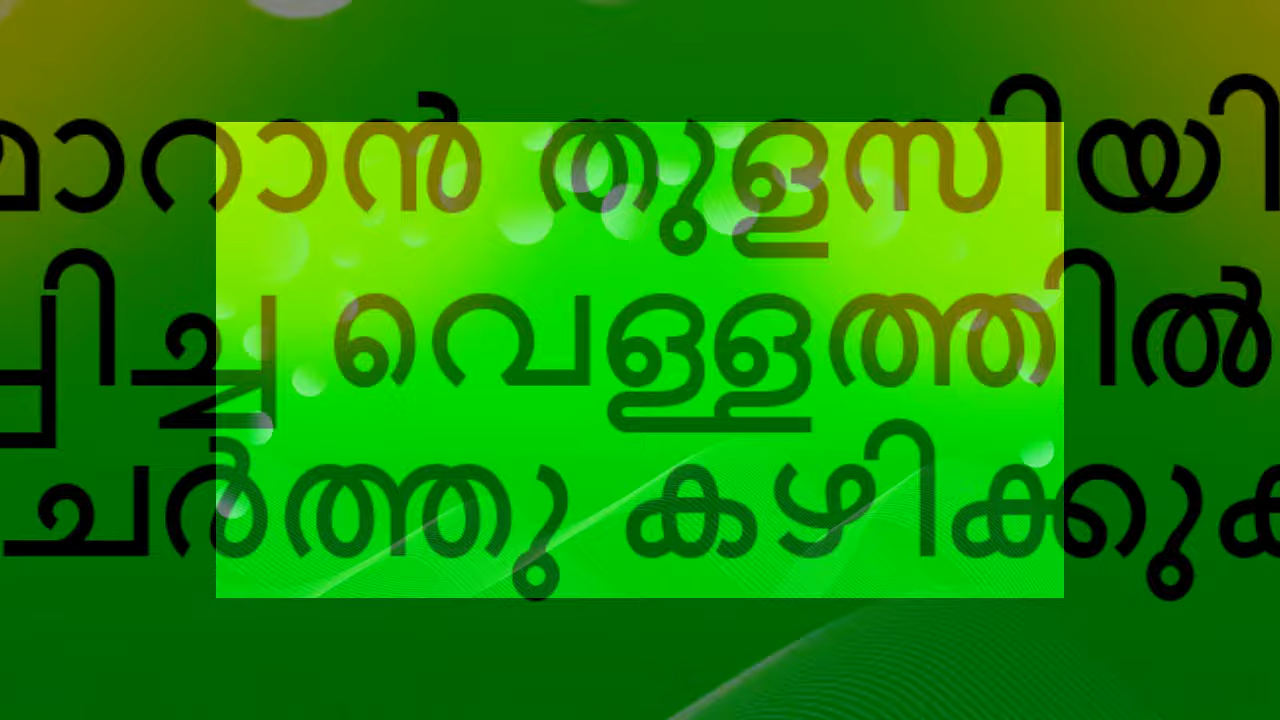 മാറാൻ തുളസിയി
പ്പിച്ച വെള്ളത്തിൽ
ചർത്തു കഴിക്കുക